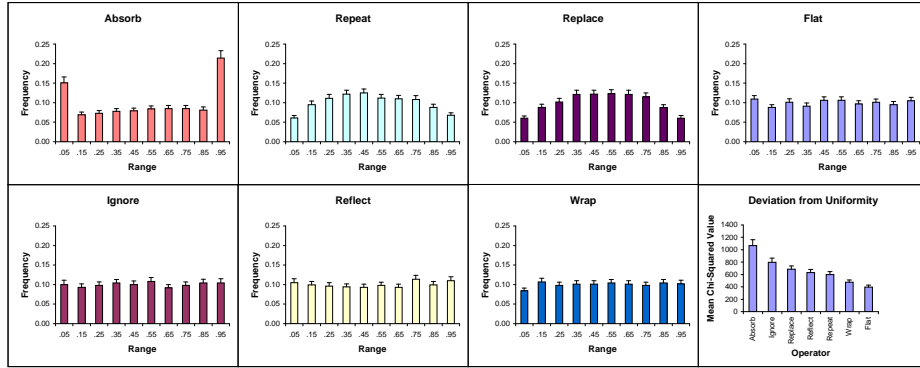 Absorb
Frequency
0.25
0.20
0.15
0.10
0.05
0.00
.05 .15 .25 .35 .45 .55 .65 .75 .85 .95
Range
Repeat
Frequency
0.25
0.20
0.15
0.10
0.05
0.00
.05 .15 .25 .35 .45 .55 .65 .75 .85 .95
Range
Replace
Frequency
0.25
0.20
0.15
0.10
0.05
0.00
.05 .15 .25 .35 .45 .55 .65 .75 .85 .95
Range
Flat
Frequency
0.25
0.20
0.15
0.10
0.05
0.00
.05 .15 .25 .35 .45 .55 .65 .75 .85 .95
Range
Ignore
Frequency
0.25
0.20
0.15
0.10
0.05
0.00
.05 .15 .25 .35 .45 .55 .65 .75 .85 .95
Range
Reflect
Frequency
0.25
0.20
0.15
0.10
0.05
0.00
.05 .15 .25 .35 .45 .55 .65 .75 .85 .95
Range
Wrap
Frequency
0.25
0.20
0.15
0.10
0.05
0.00
.05 .15 .25 .35 .45 .55 .65 .75 .85 .95
Range
Deviation from Uniformity
Mean Chi-Squared Value
1400
1200
1000
800
600
400
200
0
Absorb
Ignore
Replace
Reflect
Repeat
Wrap
Flat
Operator